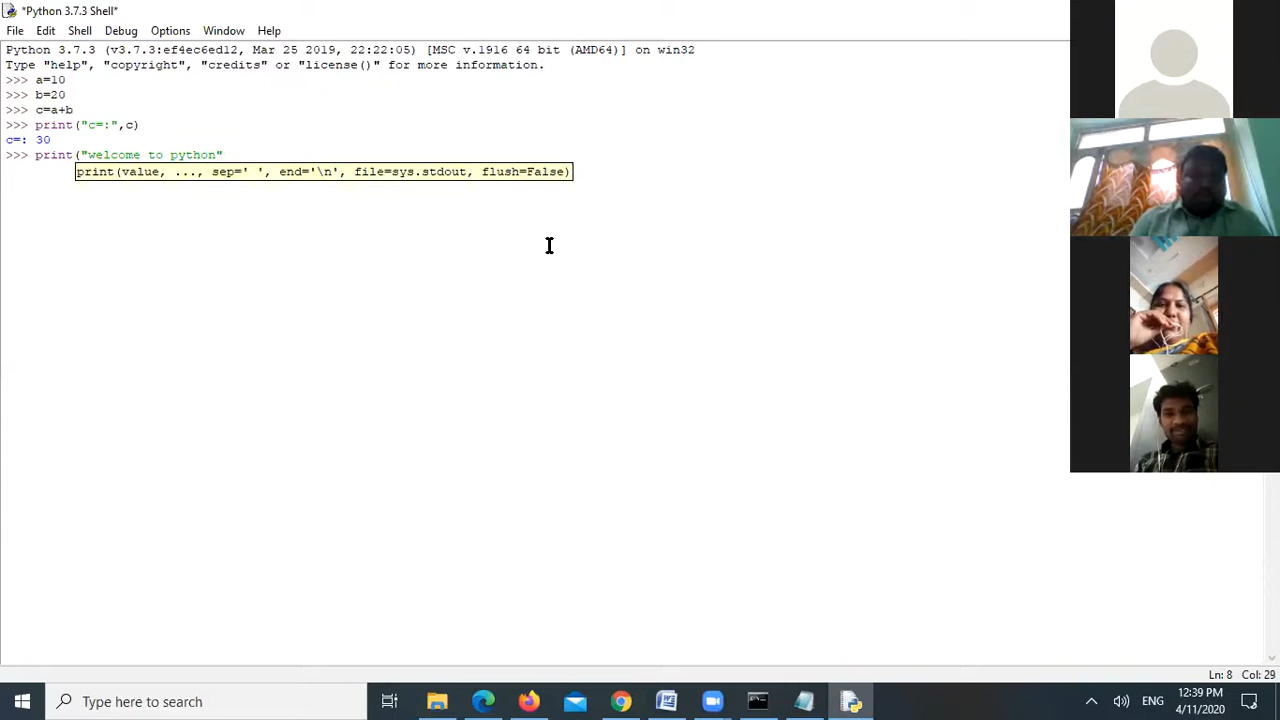 *Python 3.7.3 Shell*
File Edit Shell Debug Options Window Help
Python 3.7.3 (v3.7.3:ef4ec6ed12, Mar 25 2019, 22:22:05) [MSC v.1916 64 bit (AMD64)] on win32
Type "help", "copyright", "credits" or "license()" for more information.
>>> a=10
>>> b=20
>>> c=a+b
>>> print("c=:",c)
c=: 30
>>> print("welcome to python"
print(value, ..., sep=' ', end='\n', file=sys.stdout, flush=False)
Ln: 8 Col: 29
Type here to search
ENG
12:39 PM
4/11/2020